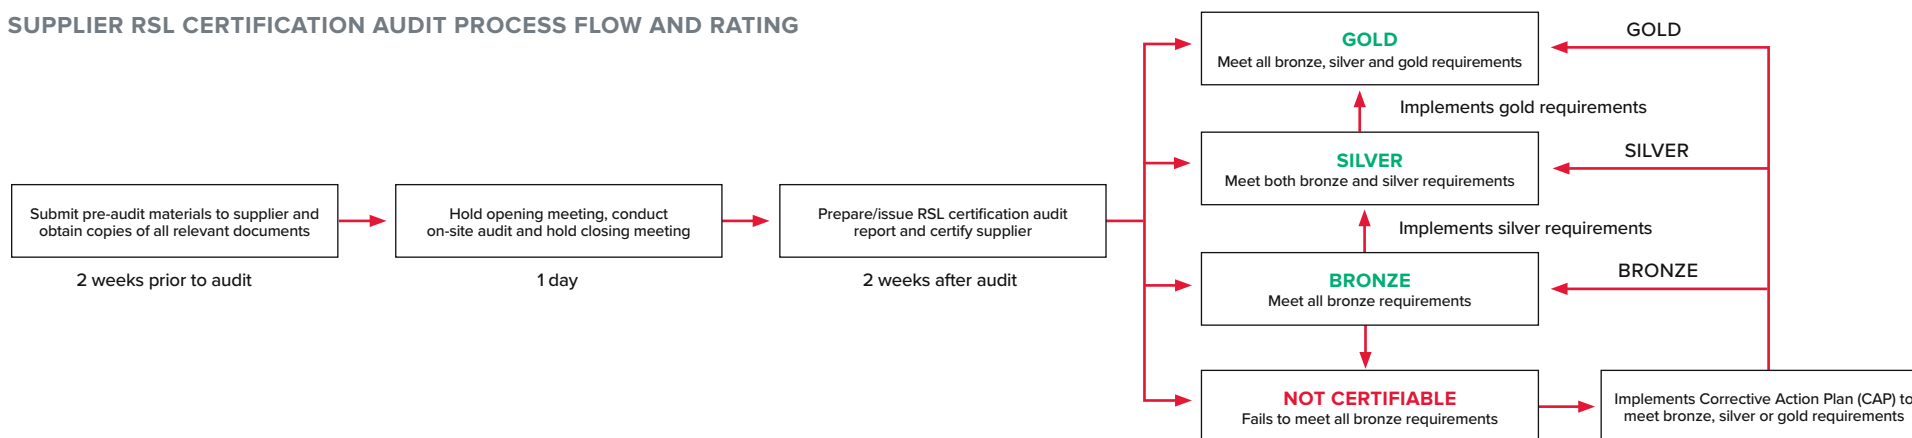 SUPPLIER RSL CERTIFICATION AUDIT PROCESS FLOW AND RATING
Submit pre-audit materials to supplier and
obtain copies of all relevant documents
2 weeks prior to audit
Hold opening meeting, conduct
on-site audit and hold closing meeting
1 day
Prepare/issue RSL certification audit
report and certify supplier
2 weeks after audit
GOLD
Meet all bronze, silver and gold requirements
GOLD
Implements gold requirements
SILVER
Meet both bronze and silver requirements
SILVER
Implements silver requirements
BRONZE
Meet all bronze requirements
BRONZE
NOT CERTIFIABLE
Fails to meet all bronze requirements
Implements Corrective Action Plan (CAP) to
meet bronze, silver or gold requirements